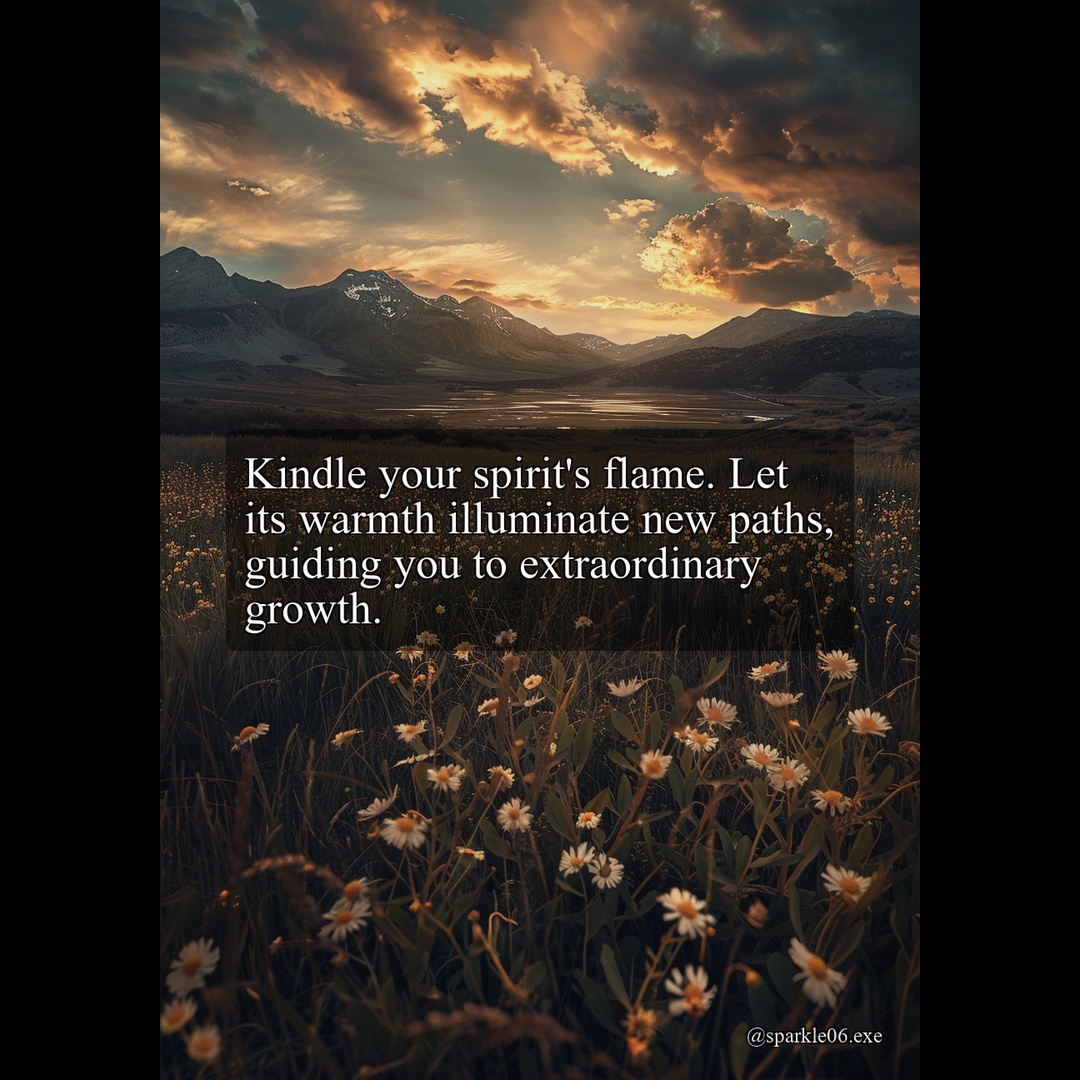 Kindle your spirit's flame. Let
its warmth illuminate new paths,
guiding you to extraordinary
growth.
@sparkle06.exe